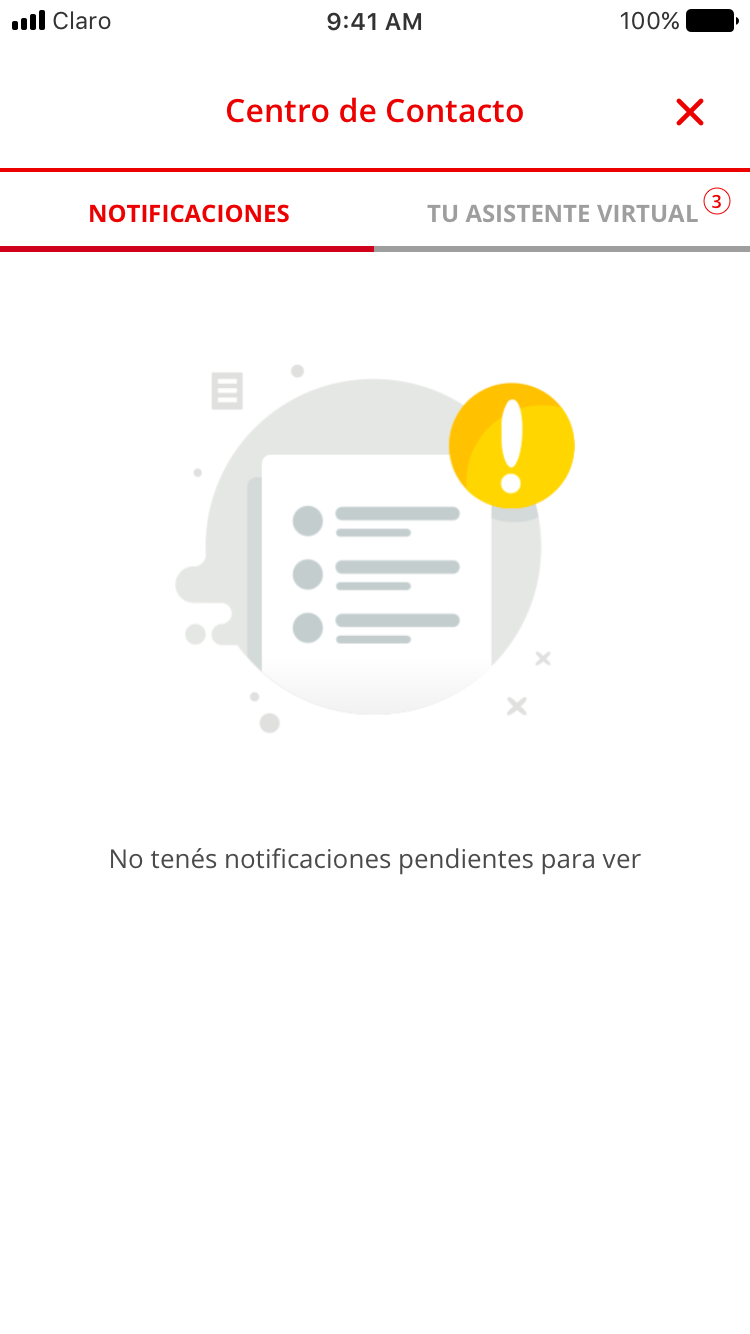 Claro 9:41 AM 100%
Centro de Contacto
NOTIFICACIONES TU ASISTENTE VIRTUAL 3
No tenés notificaciones pendientes para ver